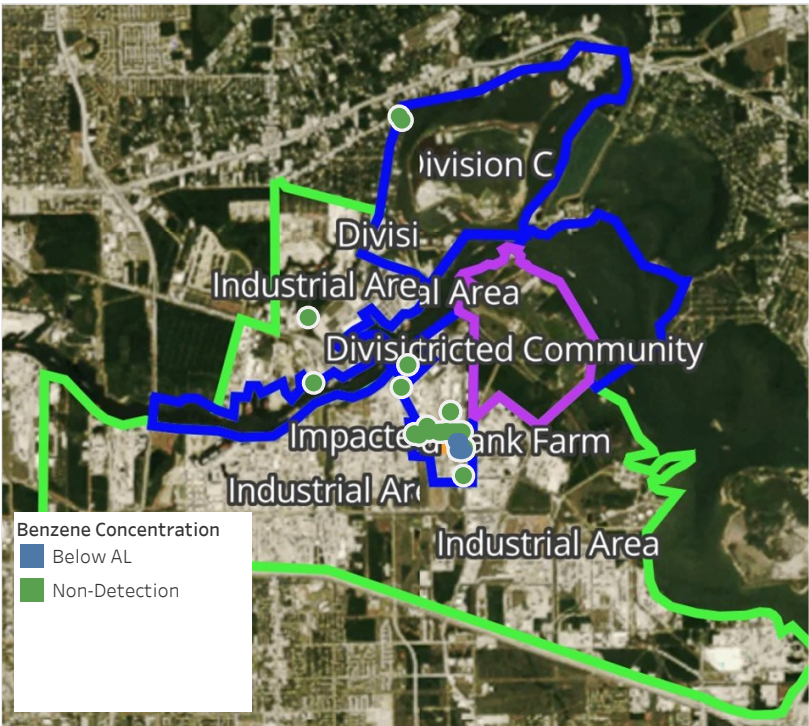 Division C
Divisi
Industrial Area
al Area
Divisi
tricted Community
Impacted
Tank Farm
Industrial Are
Industrial Area
Benzene Concentration
Below AL
Non-Detection